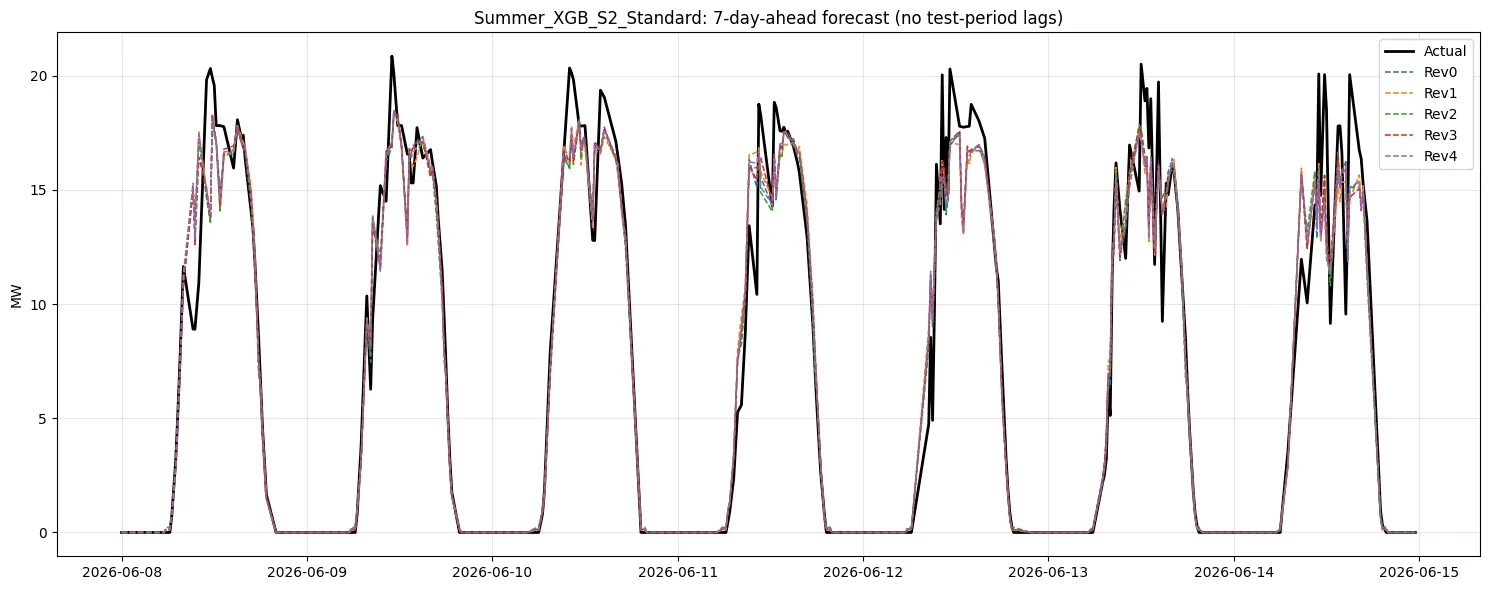 Summer_XGB_S2_Standard: 7-day-ahead forecast (no test-period lags)
Actual
Rev0
Rev1
Rev2
Rev3
Rev4
MW
20
15
10
5
0
2026-06-08
2026-06-09
2026-06-10
2026-06-11
2026-06-12
2026-06-13
2026-06-14
2026-06-15